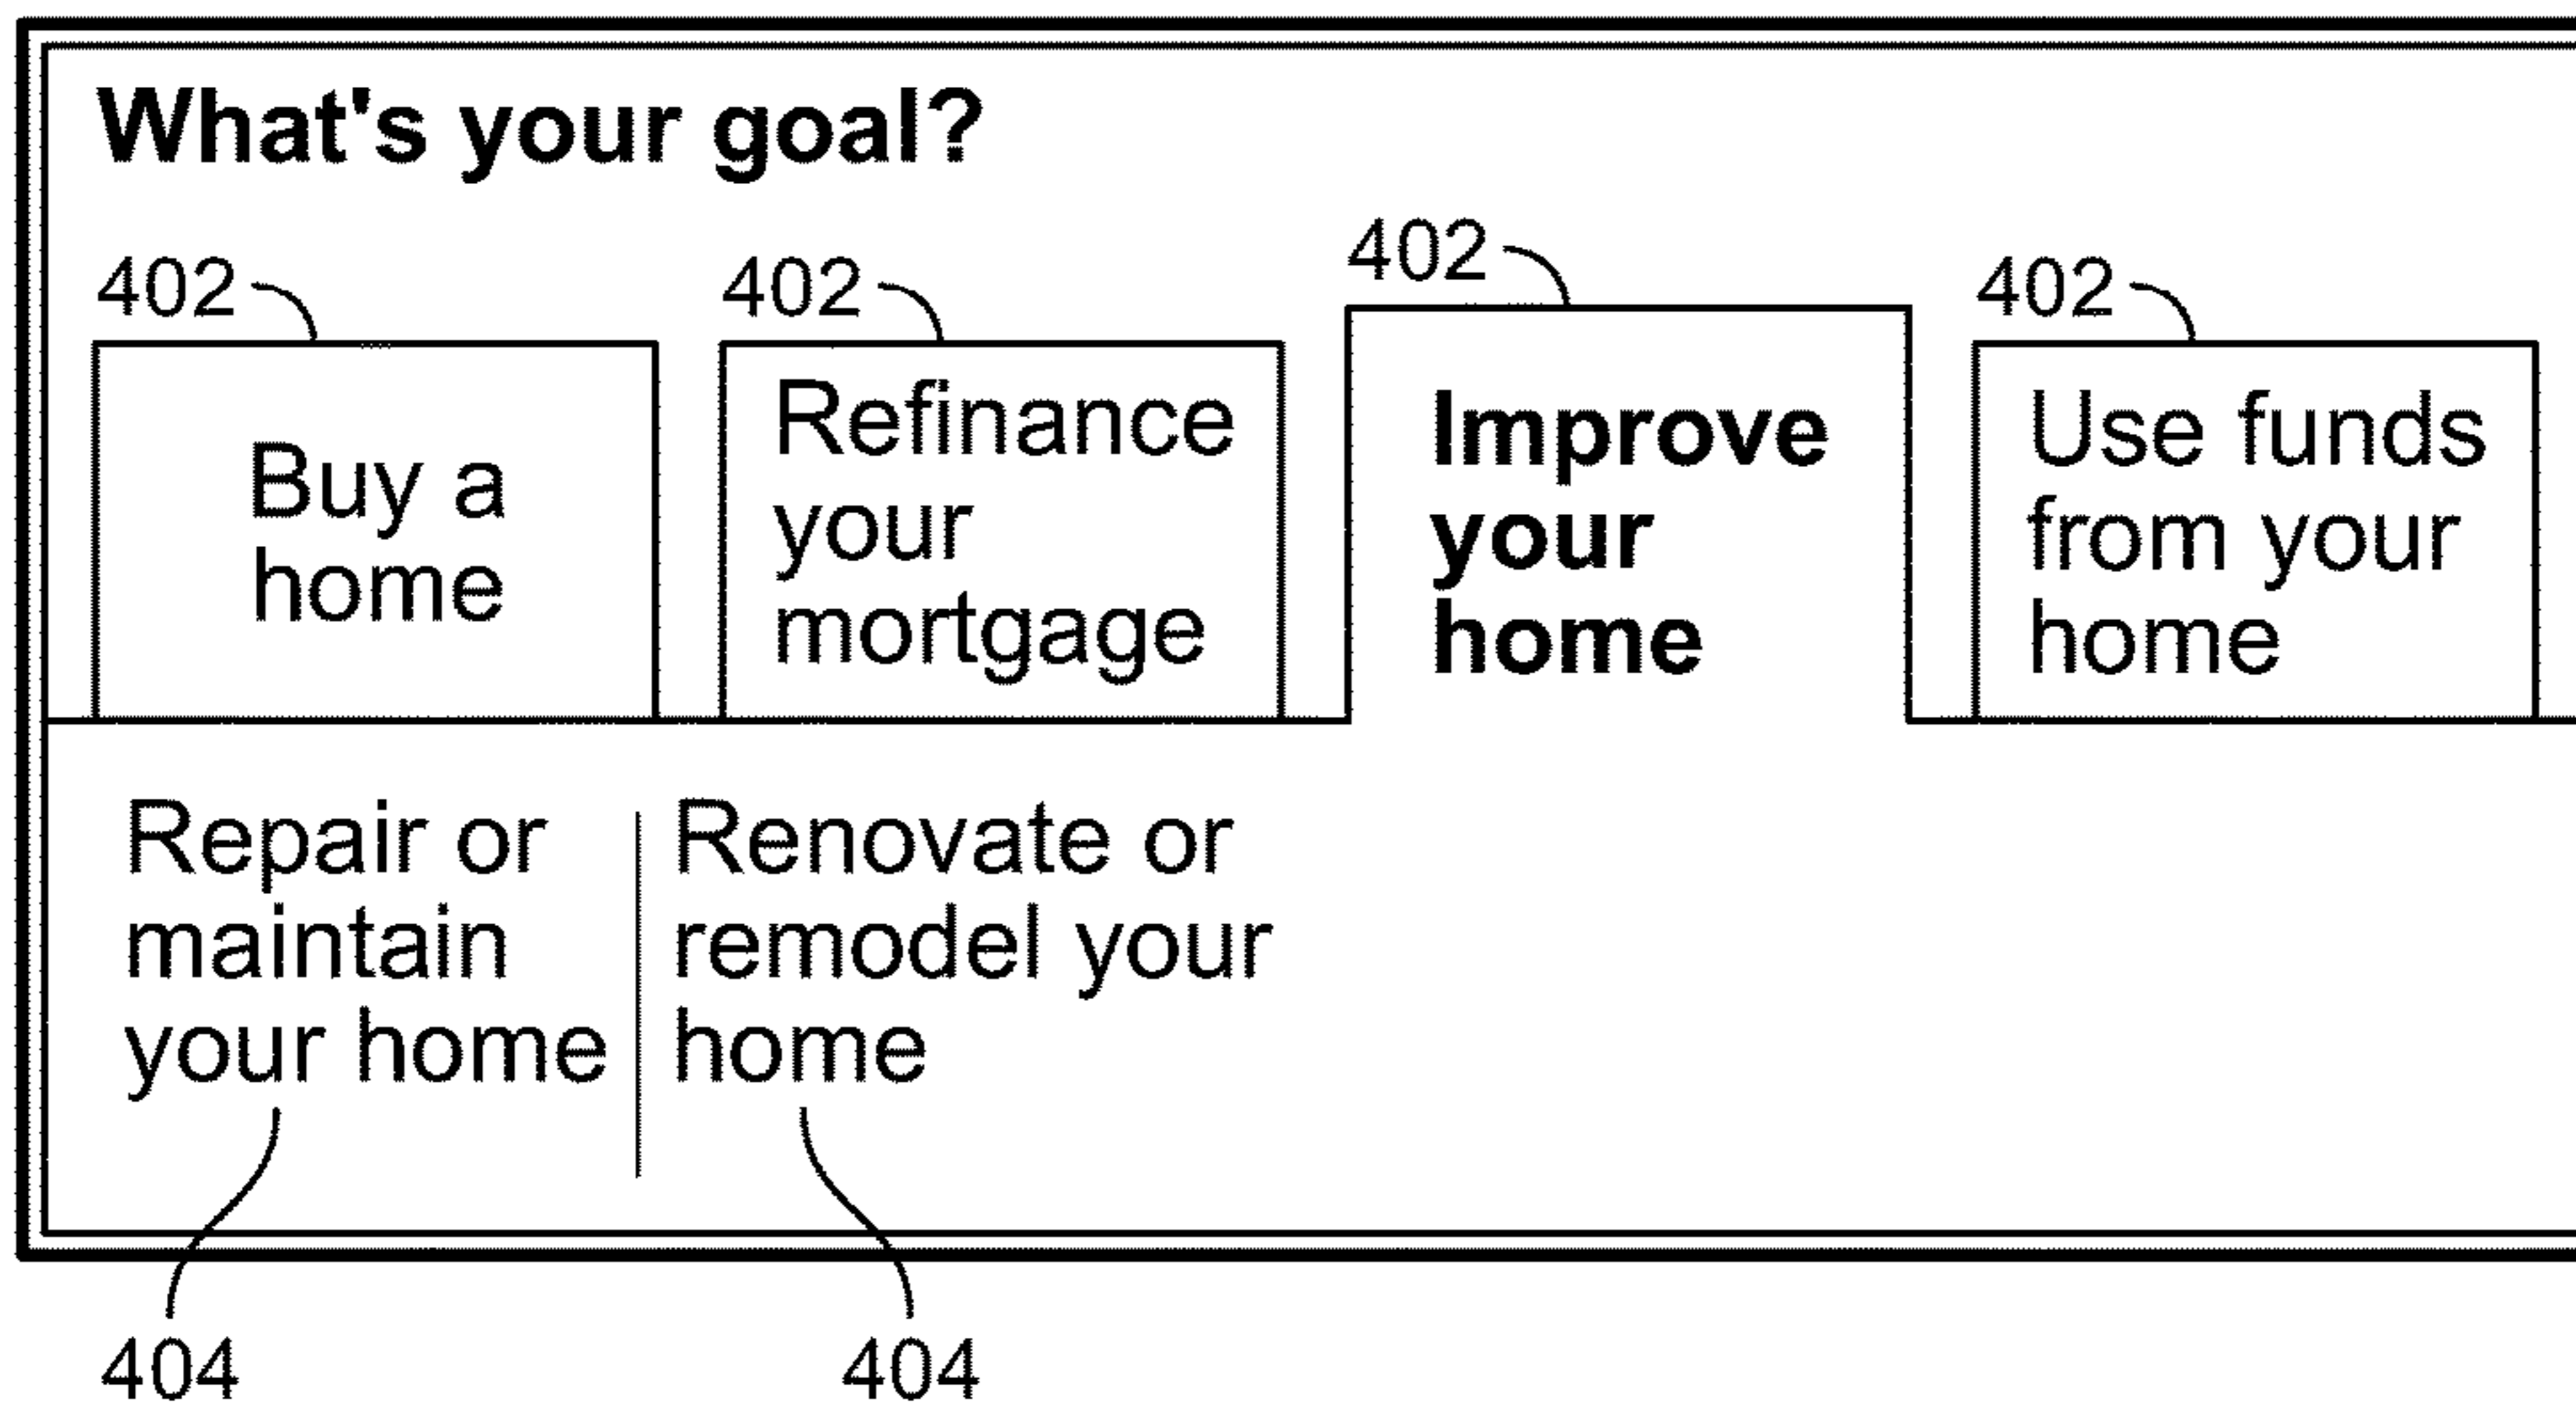 What's your goal?
402
402
402
402
Buy a
home
Refinance
your
mortgage
Improve
your
home
Use funds
from your
home
Repair or
maintain
your home
Renovate or
remodel your
home
404
404